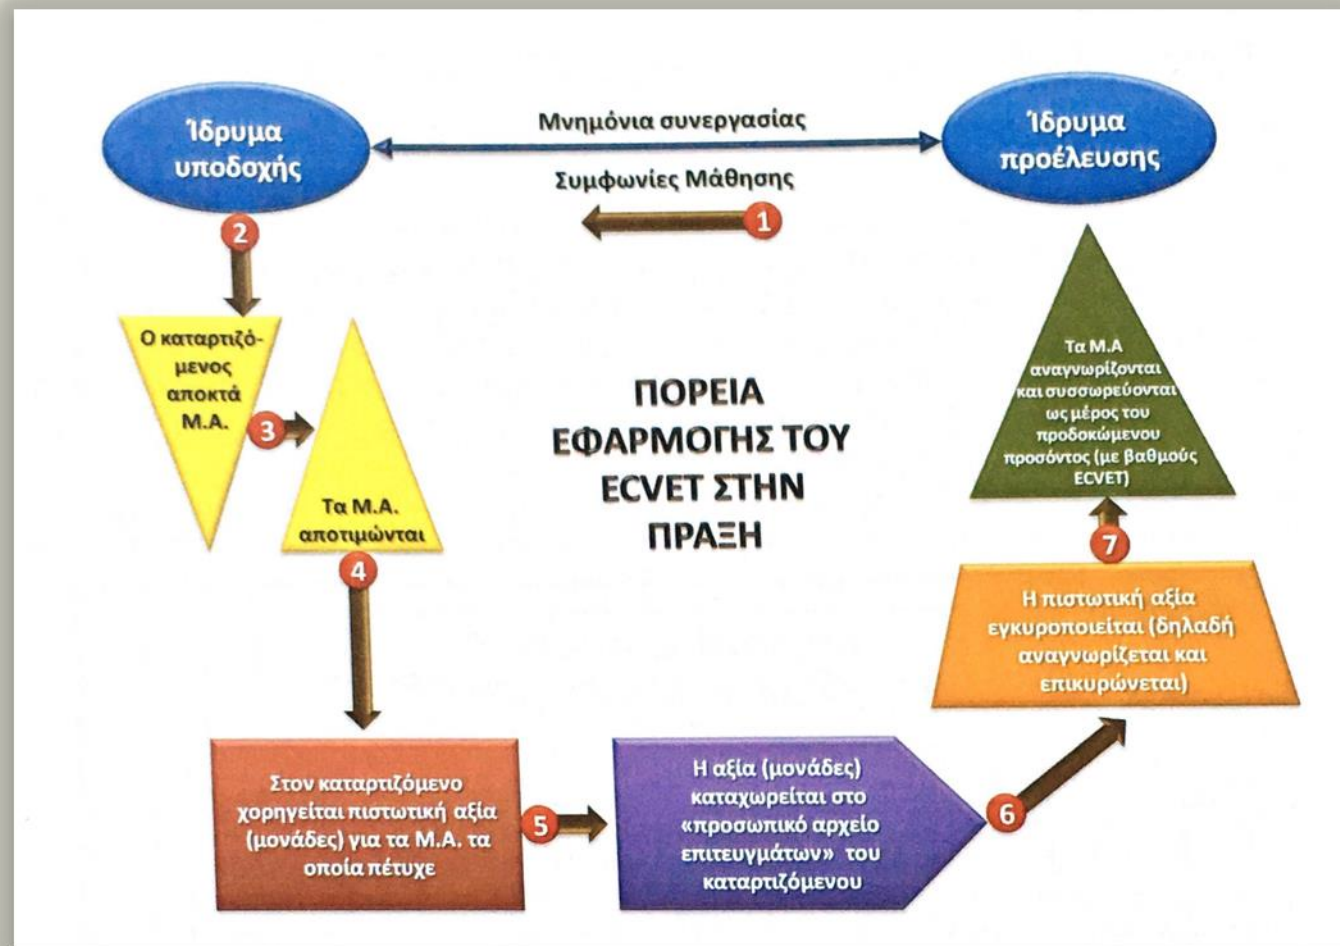 Ίδρυμα
υποδοχής
Μνημόνια συνεργασίας
Συμφωνίες Μάθησης
Ίδρυμα
προέλευσης
1
2
Ο καταρτιζό-
μενος
αποκτά
Μ.Α.
3
Τα Μ.Α.
αποτιμώνται
ΠΟΡΕΙΑ
ΕΦΑΡΜΟΓΗΣ ΤΟΥ
ECVET ΣΤΗΝ
ΠΡΑΞΗ
4
Στον καταρτιζόμενο
χορηγείται πιστωτική αξία
(μονάδες) για τα Μ.Α. τα
οποία πέτυχε
5
Η αξία (μονάδες)
καταχωρείται στο
«προσωπικό αρχείο
επιτευγμάτων» του
καταρτιζόμενου
6
Η πιστωτική αξία
εγκυροποιείται (δηλαδή
αναγνωρίζεται και
επικυρώνεται)
7
Τα Μ.Α
αναγνωρίζονται
και συσσωρεύονται
ως μέρος του
προδοκώμενου
προσόντος (με βαθμούς
ECVET)